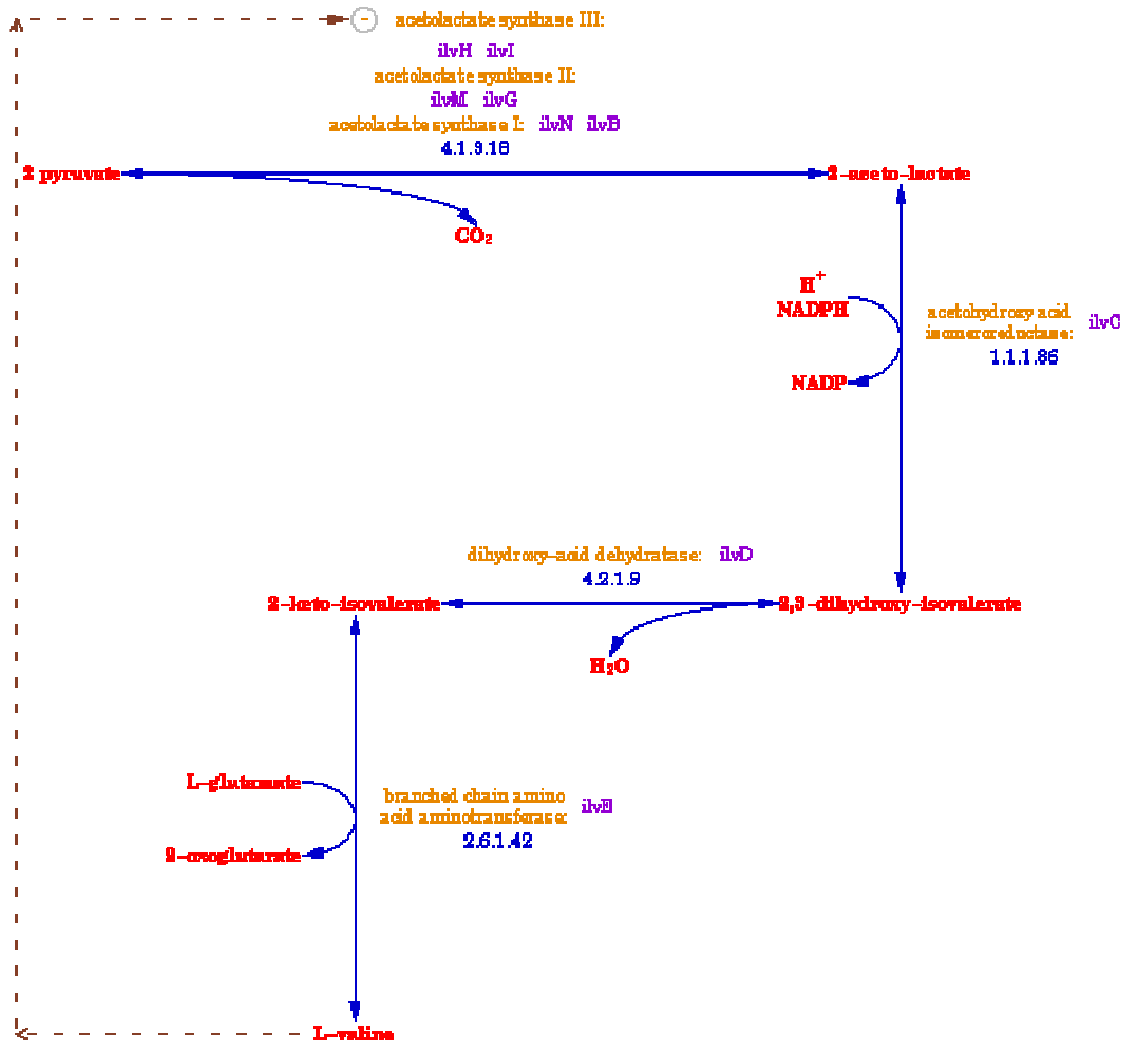 - acetolactate synthase III:
ilvH ilvI
acetolactate synthase II:
ilvM ilvG
acetolactate synthase I: ilvN ilvB
4.1.3.18
2 pyruvate
2-aceto-lactate
CO₂
H⁺
NADPH
acetohydroxy acid
isomeroreductase:
ilvC
1.1.1.86
NADP
dihydroxy-acid dehydratase: ilvD
4.2.1.9
2-keto-isovalerate
2,3-dihydroxy-isovalerate
H₂O
L-glutamate
branched chain amino
acid aminotransferase:
ilvE
2.6.1.42
2-oxoglutarate
L-valine